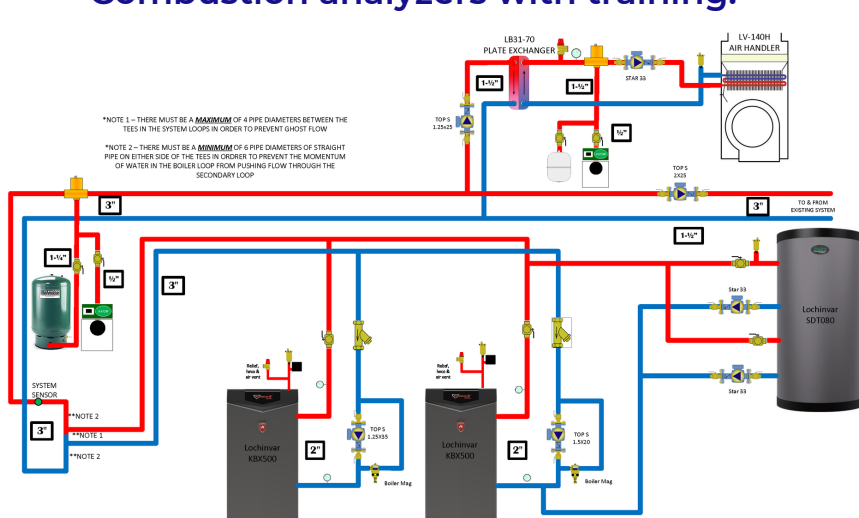 Combustion analyzers with training.
LB31-70
PLATE EXCHANGER
LV-140H
AIR HANDLER
STAR 33
1-½"
1-½"
TOP S
1.25x25
½"
*NOTE 1 – THERE MUST BE A MAXIMUM OF 4 PIPE DIAMETERS BETWEEN THE
TEES IN THE SYSTEM LOOPS IN ORDRER TO PREVENT GHOST FLOW
*NOTE 2 – THERE MUST BE A MINIMUM OF 6 PIPE DIAMETERS OF STRAIGHT
PIPE ON EITHER SIDE OF THE TEES IN ORDRER TO PREVENT THE MOMENTUM
OF WATER IN THE BOILER LOOP FROM PUSHING FLOW THROUGH THE
SECONDARY LOOP
TOP S
2X25
3"
3"
TO & FROM
EXISTING SYSTEM
1-½"
1-¼"
½"
3"
Star 33
Lochinvar
SDT080
Star 33
SYSTEM
SENSOR
3"
**NOTE 2
**NOTE 1
**NOTE 2
Relief,
lwco &
air vent
Lochinvar
KBX500
2"
TOP S
1.25X35
Boiler Mag
Relief,
lwco &
air vent
Lochinvar
KBX500
2"
TOP S
1.5X20
Boiler Mag